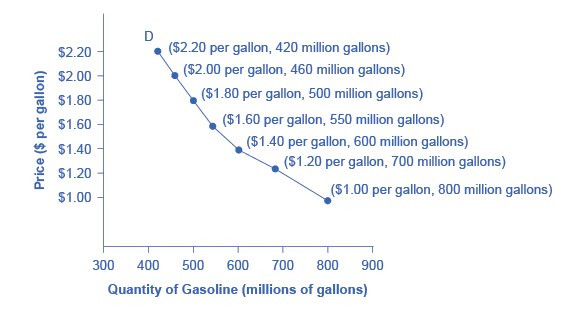 D
($2.20 per gallon, 420 million gallons)
$2.20
($2.00 per gallon, 460 million gallons)
$2.00
($1.80 per gallon, 500 million gallons)
$1.80
($1.60 per gallon, 550 million gallons)
$1.60
($1.40 per gallon, 600 million gallons)
$1.40
($1.20 per gallon, 700 million gallons)
$1.20
($1.00 per gallon, 800 million gallons)
$1.00
Price ($ per gallon)
300 400 500 600 700 800 900
Quantity of Gasoline (millions of gallons)